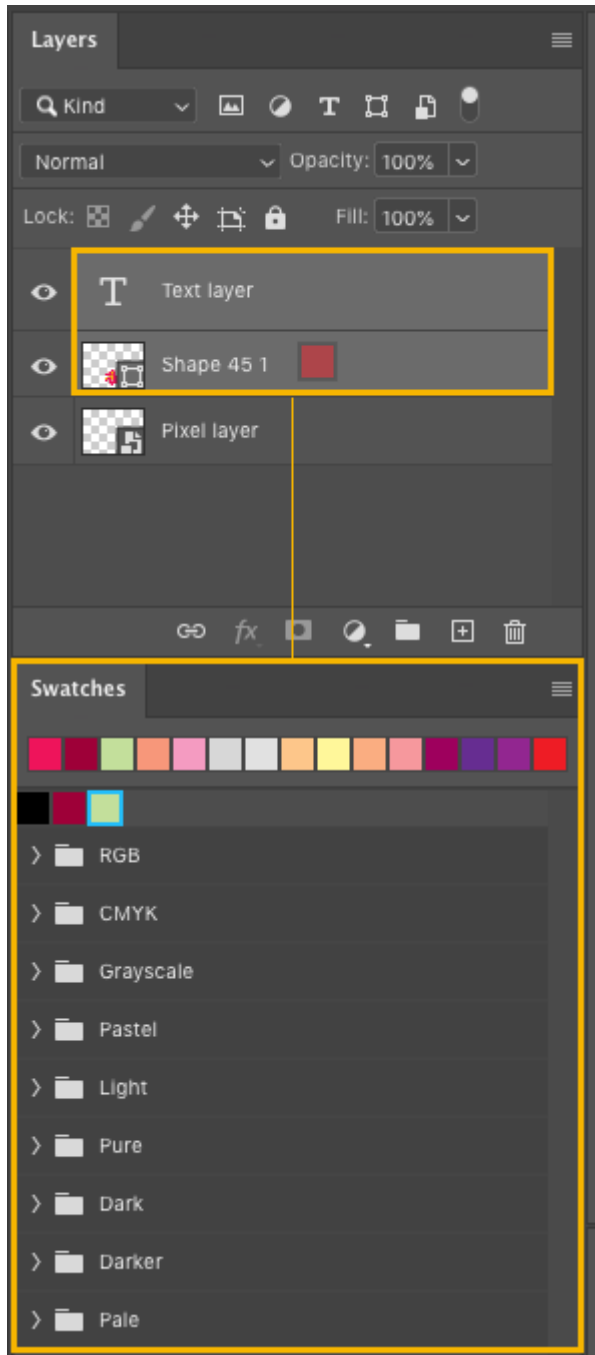 Layers
Kind
Normal Opacity: 100%
Lock: Fill: 100%
T Text layer
Shape 45 1
Pixel layer
fx
Swatches
RGB
CMYK
Grayscale
Pastel
Light
Pure
Dark
Darker
Pale